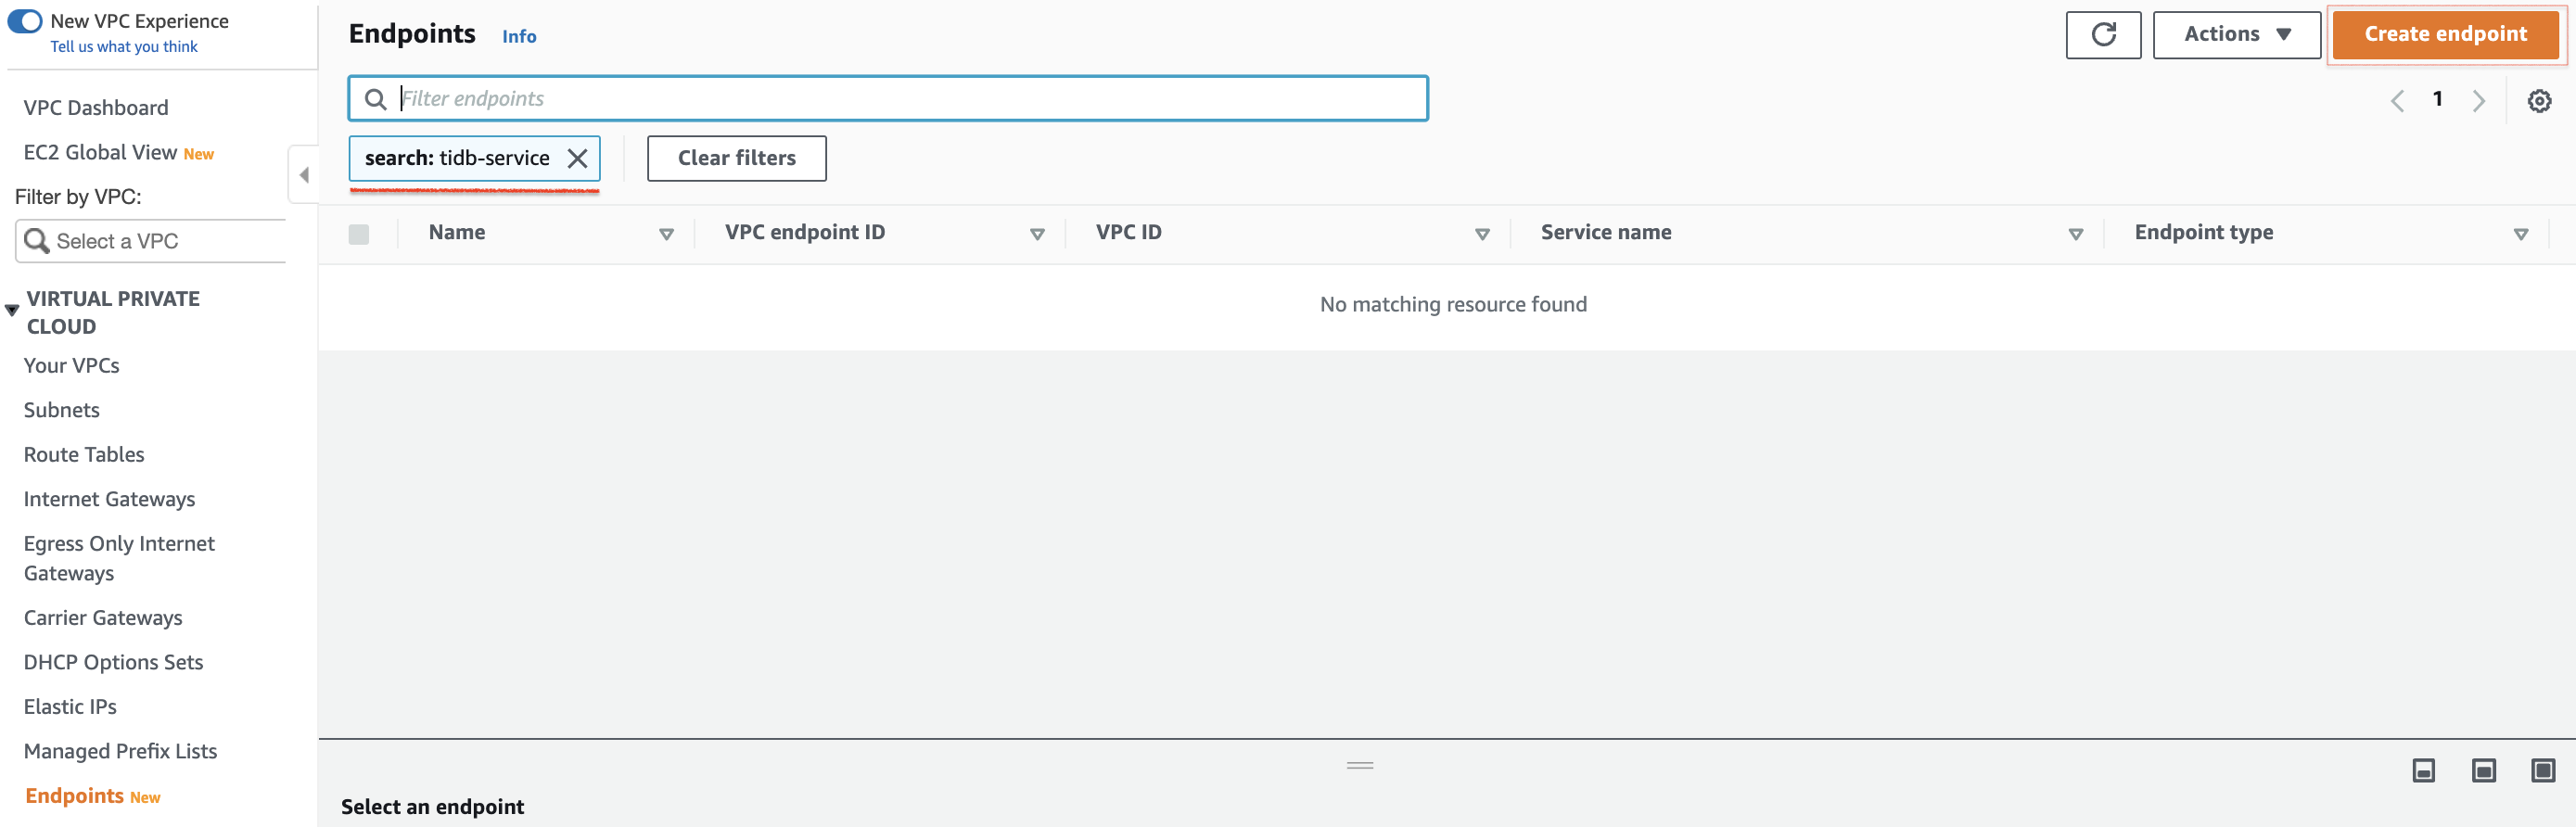 New VPC Experience
Tell us what you think
VPC Dashboard
EC2 Global View New
Filter by VPC:
Select a VPC
VIRTUAL PRIVATE
CLOUD
Your VPCs
Subnets
Route Tables
Internet Gateways
Egress Only Internet
Gateways
Carrier Gateways
DHCP Options Sets
Elastic IPs
Managed Prefix Lists
Endpoints New
Endpoints Info
Actions
Create endpoint
Filter endpoints
1
search: tidb-service
Clear filters
Name VPC endpoint ID VPC ID Service name Endpoint type
No matching resource found
Select an endpoint